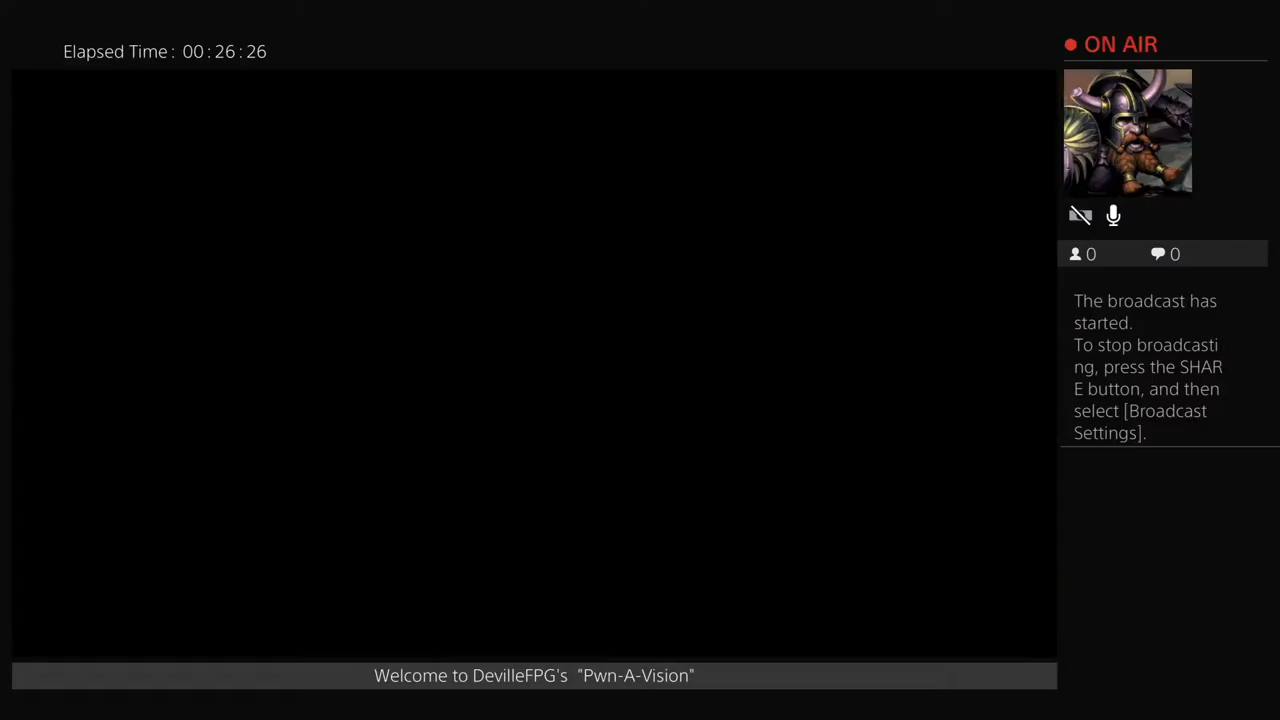 Elapsed Time : 00 : 26 : 26
ON AIR
0 0
The broadcast has
started.
To stop broadcasti
ng, press the SHAR
E button, and then
select [Broadcast
Settings].
Welcome to DevilleFPG's "Pwn-A-Vision"